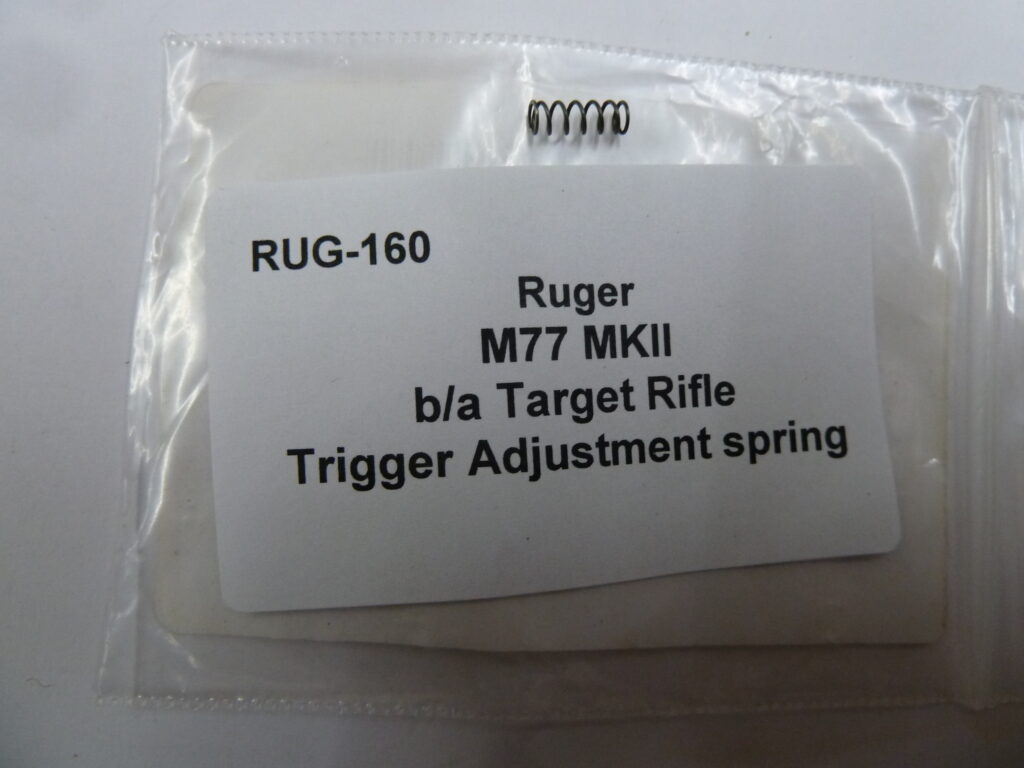 RUG-160
Ruger
M77 MKII
b/a Target Rifle
Trigger Adjustment spring